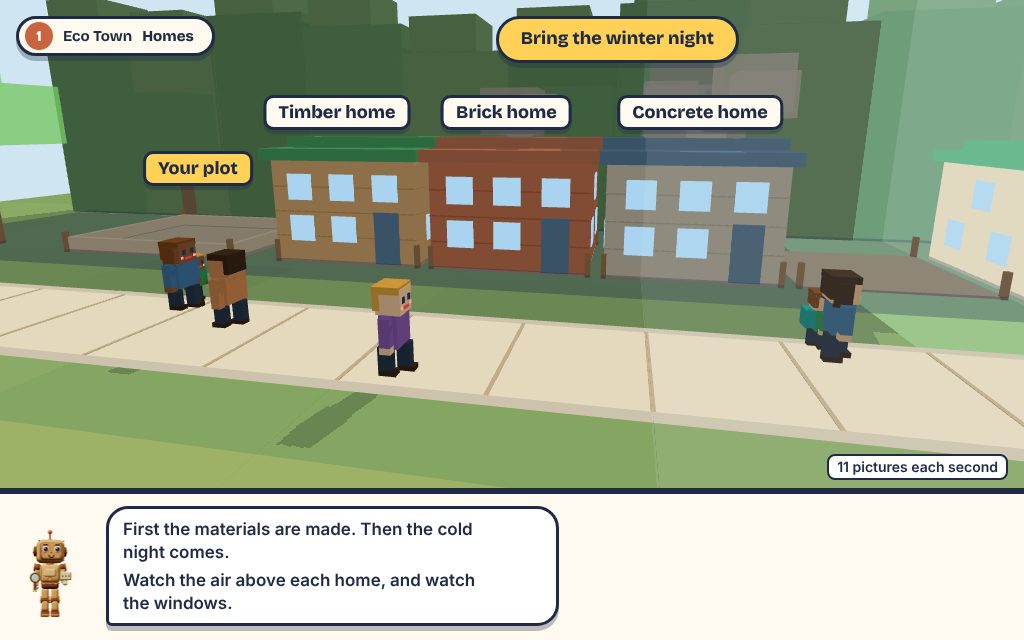 1 Eco Town Homes
Bring the winter night
Timber home
Brick home
Concrete home
Your plot
11 pictures each second
First the materials are made. Then the cold
night comes.
Watch the air above each home, and watch
the windows.